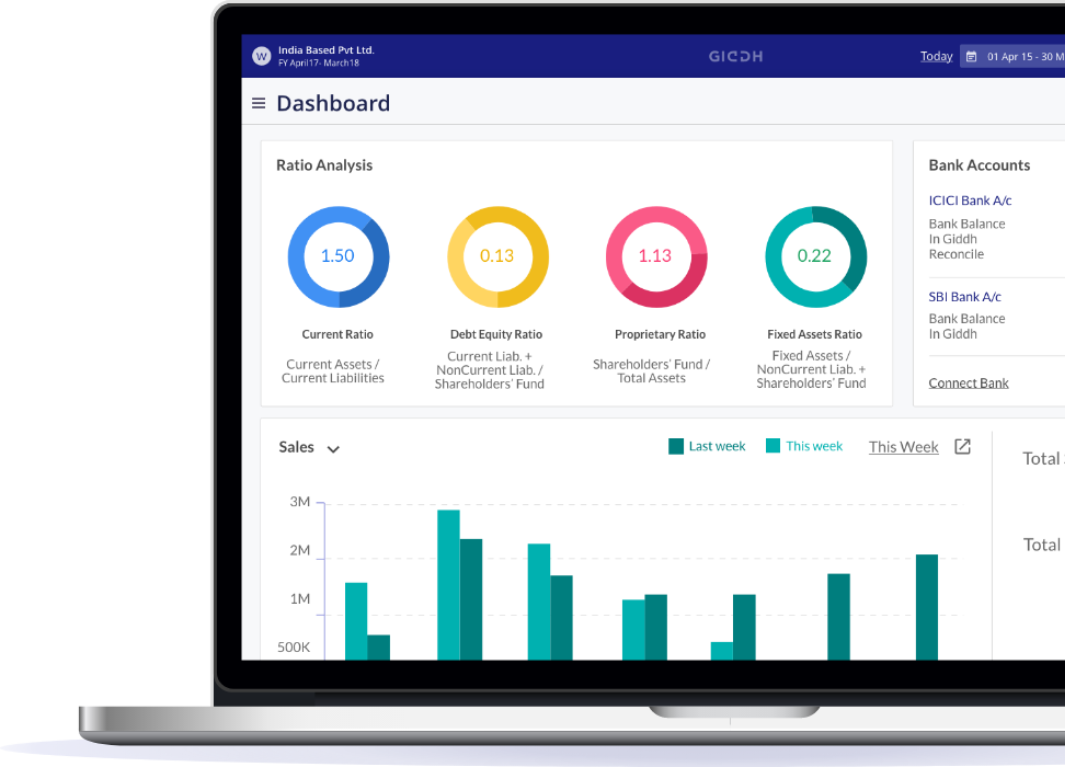 W
India Based Pvt Ltd.
FY April17- March18
GIDDH
Today
01 Apr 15 - 30 M
Dashboard
Ratio Analysis
1.50
0.13
1.13
0.22
Current Ratio
Current Assets /
Current Liabilities
Debt Equity Ratio
Current Liab. +
NonCurrent Liab. /
Shareholders' Fund
Proprietary Ratio
Shareholders' Fund /
Total Assets
Fixed Assets Ratio
Fixed Assets /
NonCurrent Liab. +
Shareholders' Fund
Bank Accounts
ICICI Bank A/c
Bank Balance
In Giddh
Reconcile
SBI Bank A/c
Bank Balance
In Giddh
Connect Bank
Sales
Last week
This week
This Week
3M
2M
1M
500K
Total
Total